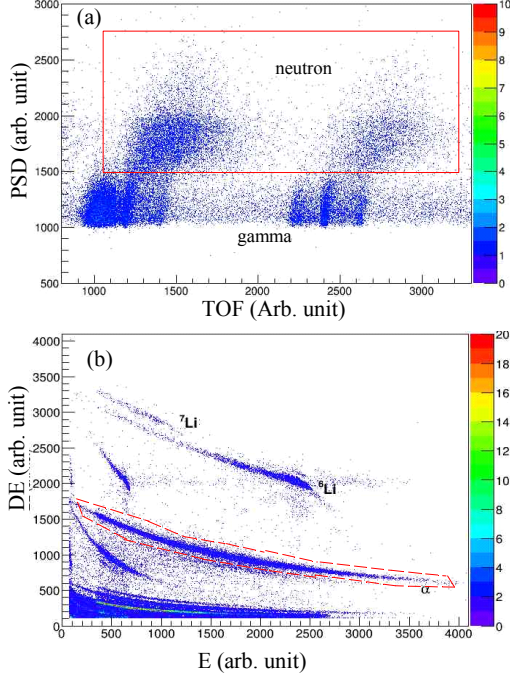 (a)
neutron
gamma
PSD (arb. unit)
3000
2500
2000
1500
1000
500
1000 1500 2000 2500 3000
TOF (Arb. unit)
10
9
8
7
6
5
4
3
2
1
0
(b)
⁷Li
⁶Li
α
DE (arb. unit)
4000
3500
3000
2500
2000
1500
1000
500
0
0 500 1000 1500 2000 2500 3000 3500 4000
E (arb. unit)
20
18
16
14
12
10
8
6
4
2
0